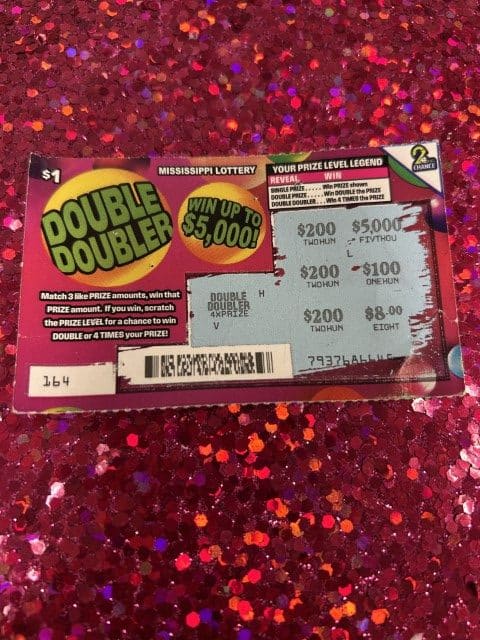 $1
MISSISSIPPI LOTTERY
DOUBLE
DOUBLER
WIN UP TO
$5,000!
YOUR PRIZE LEVEL LEGEND
REVEAL WIN
SINGLE PRIZE ..... Win PRIZE shown
DOUBLE PRIZE ..... Win DOUBLE the PRIZE
DOUBLE DOUBLER ... Win 4 TIMES the PRIZE
2nd
CHANCE
Match 3 like PRIZE amounts, win that
PRIZE amount. If you win, scratch
the PRIZE LEVEL for a chance to win
DOUBLE or 4 TIMES your PRIZE!
$200 $5,000
TWOHUN FIVTHOU
L
$200 $100
TWOHUN ONEHUN
$200 $8.00
TWOHUN EIGHT
DOUBLE
DOUBLER
4XPRIZE
H
V
164